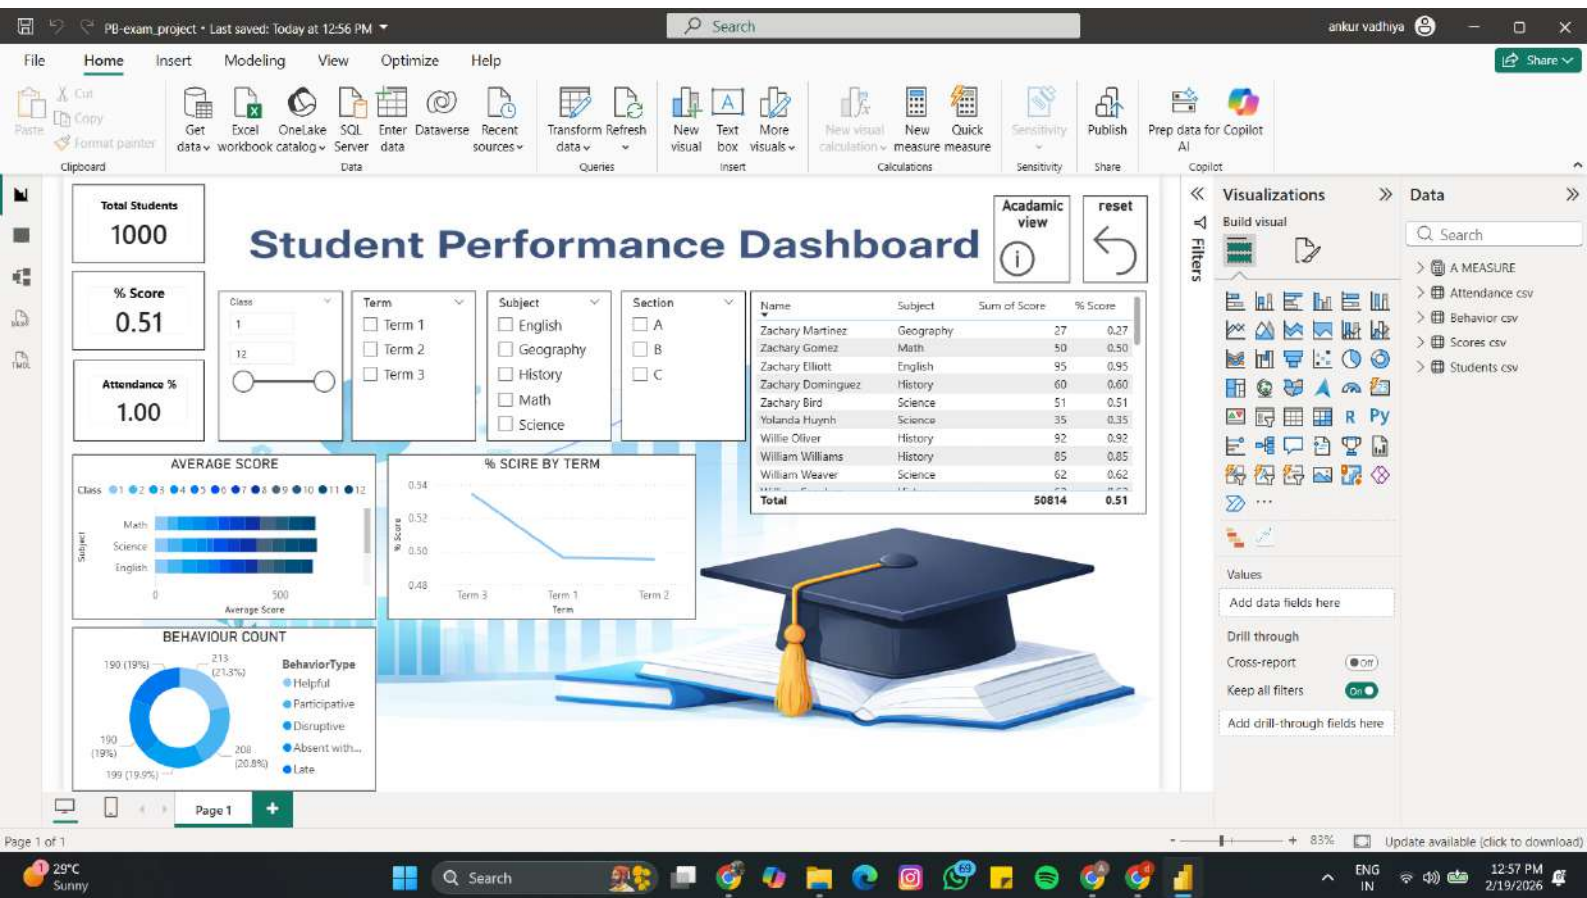 PB-exam_project • Last saved: Today at 12:56 PM
Search
ankur vadhiya
File Home Insert Modeling View Optimize Help
Share
Paste
Cut
Copy
Format painter
Clipboard
Get data
Excel workbook
OneLake catalog
SQL Server
Enter data
Dataverse
Recent sources
Data
Transform data
Refresh
Queries
New visual
Text box
More visuals
Insert
New visual calculation
New measure
Quick measure
Calculations
Sensitivity
Sensitivity
Publish
Share
Prep data for AI
Copilot
Copilot
Total Students
1000
% Score
0.51
Attendance %
1.00
Student Performance Dashboard
Acadamic
view
reset
Class
1
12
Term
Term 1
Term 2
Term 3
Subject
English
Geography
History
Math
Science
Section
A
B
C
Name Subject Sum of Score % Score
Zachary Martinez Geography 27 0.27
Zachary Gomez Math 50 0.50
Zachary Elliott English 95 0.95
Zachary Dominguez History 60 0.60
Zachary Bird Science 51 0.51
Yolanda Huynh Science 35 0.35
Willie Oliver History 92 0.92
William Williams History 85 0.85
William Weaver Science 62 0.62
Total 50814 0.51
AVERAGE SCORE
Class 1 2 3 4 5 6 7 8 9 10 11 12
Subject
Math
Science
English
0 500
Average Score
% SCIRE BY TERM
% Score
0.54
0.52
0.50
0.48
Term 3 Term 1 Term 2
Term
BEHAVIOUR COUNT
190 (19%)
213
(21.3%)
190
(19%)
208
(20.8%)
199 (19.9%)
BehaviorType
Helpful
Participative
Disruptive
Absent with...
Late
Filters
Visualizations
Build visual
R Py
Values
Add data fields here
Drill through
Cross-report
Off
Keep all filters
On
Add drill-through fields here
Data
Search
A MEASURE
Attendance csv
Behavior csv
Scores csv
Students csv
Page 1
Page 1 of 1
83%
Update available (click to download)
1
29°C
Sunny
Search
69
ENG
IN
12:57 PM
2/19/2026